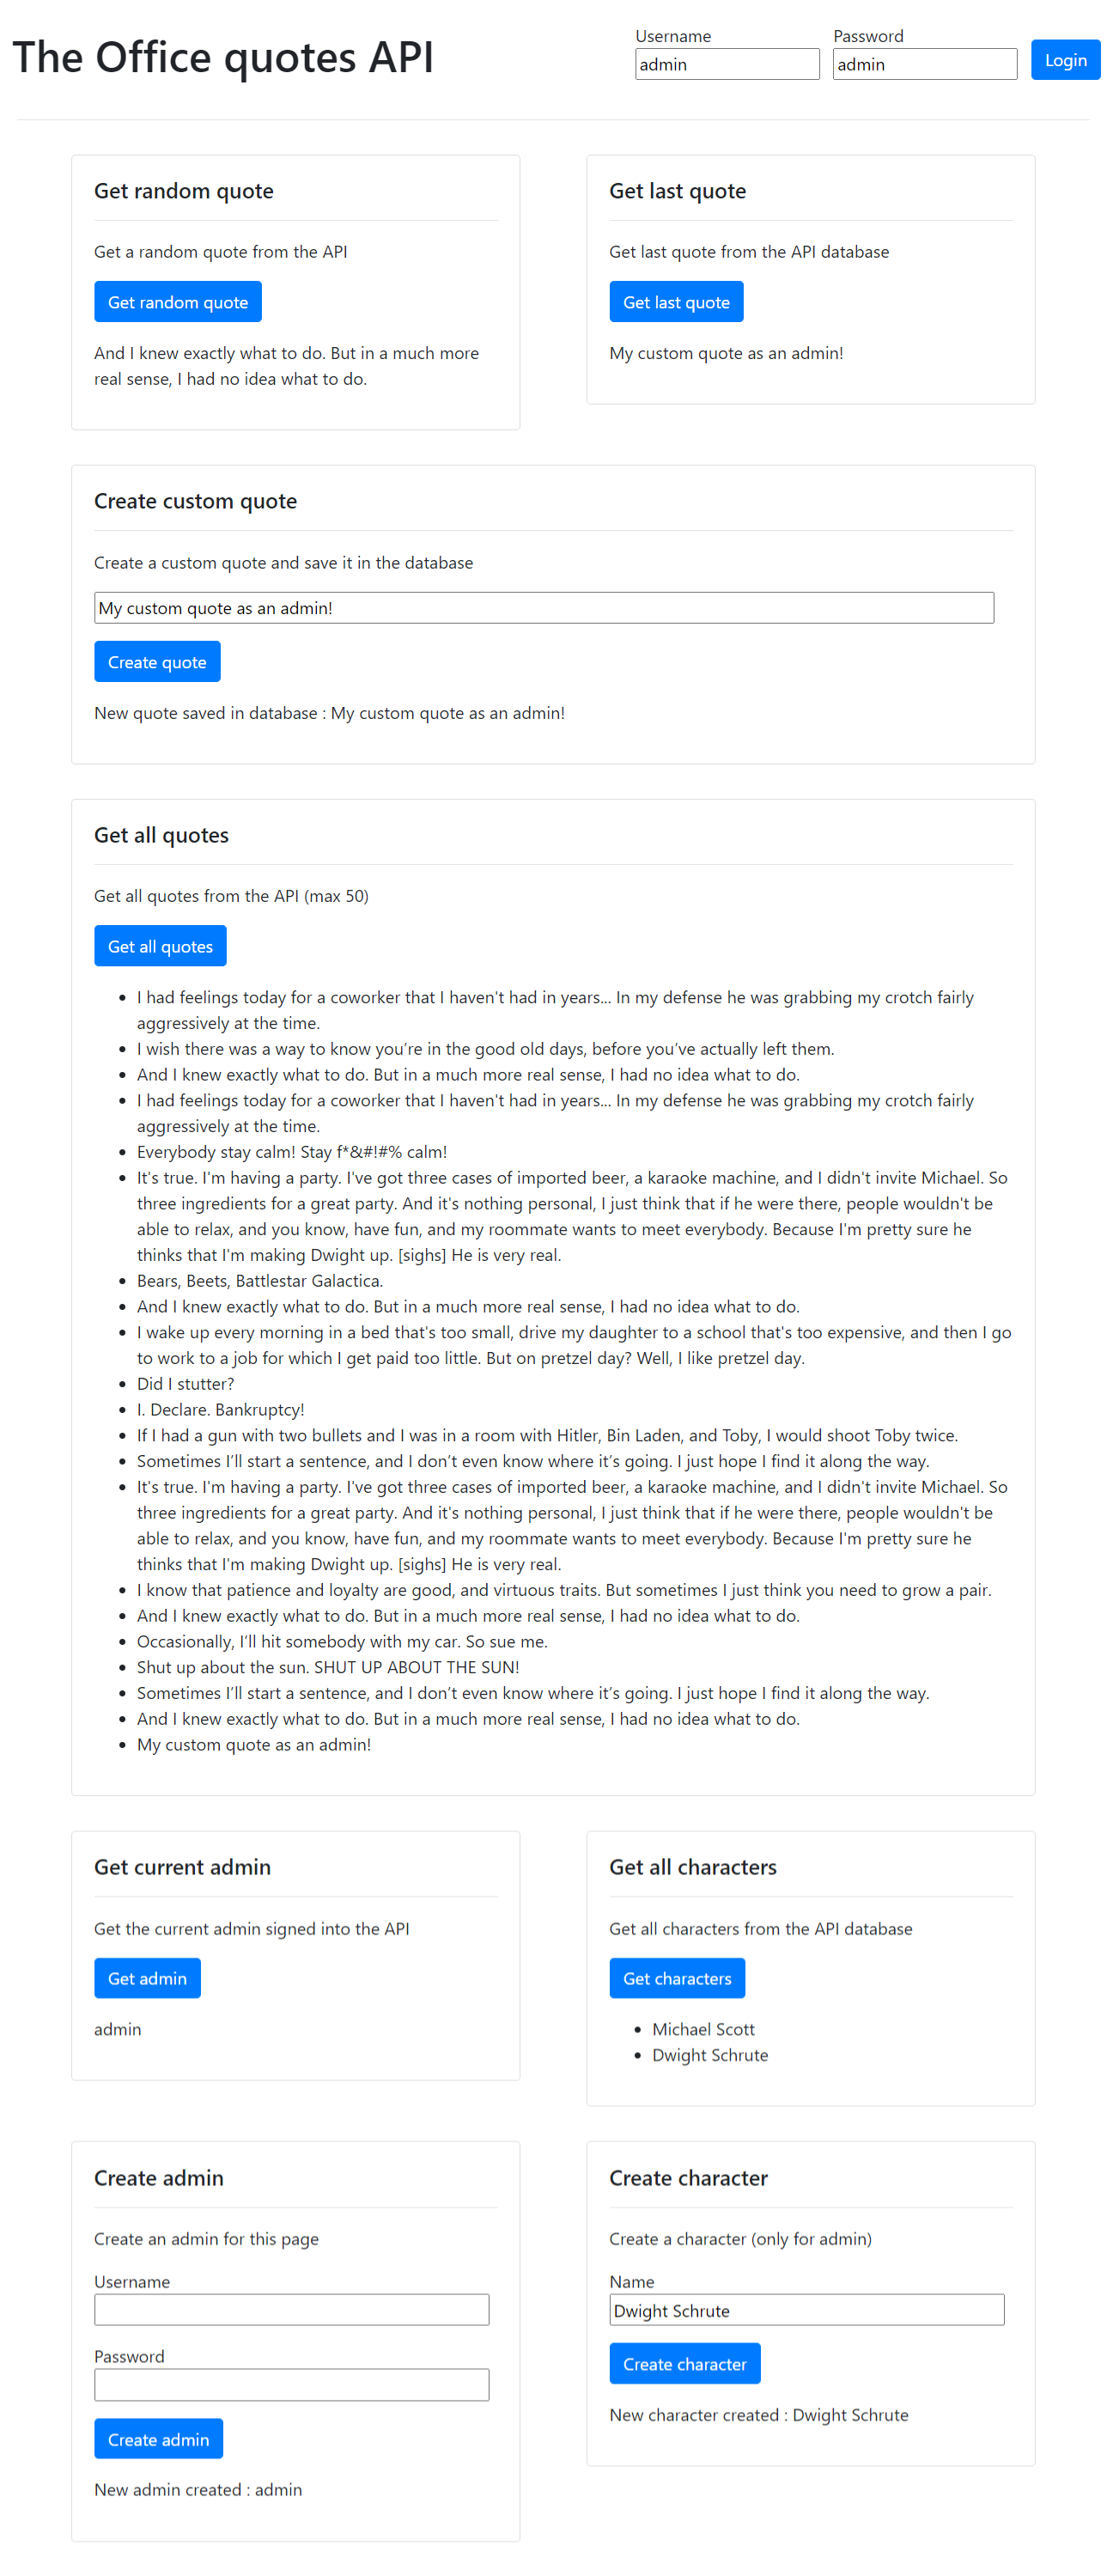 The Office quotes API
Username
Password
admin
admin
Login
Get random quote
Get a random quote from the API
Get random quote
And I knew exactly what to do. But in a much more
real sense, I had no idea what to do.
Get last quote
Get last quote from the API database
Get last quote
My custom quote as an admin!
Create custom quote
Create a custom quote and save it in the database
My custom quote as an admin!
Create quote
New quote saved in database : My custom quote as an admin!
Get all quotes
Get all quotes from the API (max 50)
Get all quotes
• I had feelings today for a coworker that I haven't had in years... In my defense he was grabbing my crotch fairly
aggressively at the time.
• I wish there was a way to know you’re in the good old days, before you’ve actually left them.
• And I knew exactly what to do. But in a much more real sense, I had no idea what to do.
• I had feelings today for a coworker that I haven't had in years... In my defense he was grabbing my crotch fairly
aggressively at the time.
• Everybody stay calm! Stay f*&#!#% calm!
• It's true. I'm having a party. I've got three cases of imported beer, a karaoke machine, and I didn't invite Michael. So
three ingredients for a great party. And it's nothing personal, I just think that if he were there, people wouldn't be
able to relax, and you know, have fun, and my roommate wants to meet everybody. Because I'm pretty sure he
thinks that I'm making Dwight up. [sighs] He is very real.
• Bears, Beets, Battlestar Galactica.
• And I knew exactly what to do. But in a much more real sense, I had no idea what to do.
• I wake up every morning in a bed that's too small, drive my daughter to a school that's too expensive, and then I go
to work to a job for which I get paid too little. But on pretzel day? Well, I like pretzel day.
• Did I stutter?
• I. Declare. Bankruptcy!
• If I had a gun with two bullets and I was in a room with Hitler, Bin Laden, and Toby, I would shoot Toby twice.
• Sometimes I’ll start a sentence, and I don’t even know where it’s going. I just hope I find it along the way.
• It's true. I'm having a party. I've got three cases of imported beer, a karaoke machine, and I didn't invite Michael. So
three ingredients for a great party. And it's nothing personal, I just think that if he were there, people wouldn't be
able to relax, and you know, have fun, and my roommate wants to meet everybody. Because I'm pretty sure he
thinks that I'm making Dwight up. [sighs] He is very real.
• I know that patience and loyalty are good, and virtuous traits. But sometimes I just think you need to grow a pair.
• And I knew exactly what to do. But in a much more real sense, I had no idea what to do.
• Occasionally, I’ll hit somebody with my car. So sue me.
• Shut up about the sun. SHUT UP ABOUT THE SUN!
• Sometimes I’ll start a sentence, and I don’t even know where it’s going. I just hope I find it along the way.
• And I knew exactly what to do. But in a much more real sense, I had no idea what to do.
• My custom quote as an admin!
Get current admin
Get the current admin signed into the API
Get admin
admin
Get all characters
Get all characters from the API database
Get characters
• Michael Scott
• Dwight Schrute
Create admin
Create an admin for this page
Username
Password
Create admin
New admin created : admin
Create character
Create a character (only for admin)
Name
Dwight Schrute
Create character
New character created : Dwight Schrute